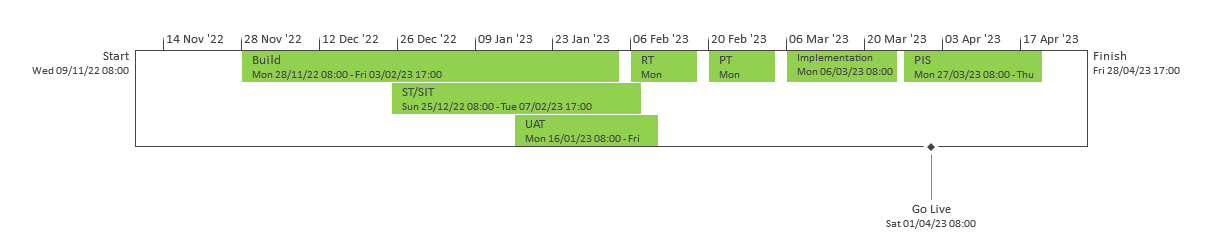 14 Nov '22 28 Nov '22 12 Dec '22 26 Dec '22 09 Jan '23 23 Jan '23 06 Feb '23 20 Feb '23 06 Mar '23 20 Mar '23 03 Apr '23 17 Apr '23
Start
Wed 09/11/22 08:00
Build
Mon 28/11/22 08:00 - Fri 03/02/23 17:00
RT
Mon
PT
Mon
Implementation
Mon 06/03/23 08:00
PIS
Mon 27/03/23 08:00 - Thu
Finish
Fri 28/04/23 17:00
ST/SIT
Sun 25/12/22 08:00 - Tue 07/02/23 17:00
UAT
Mon 16/01/23 08:00 - Fri
Go Live
Sat 01/04/23 08:00